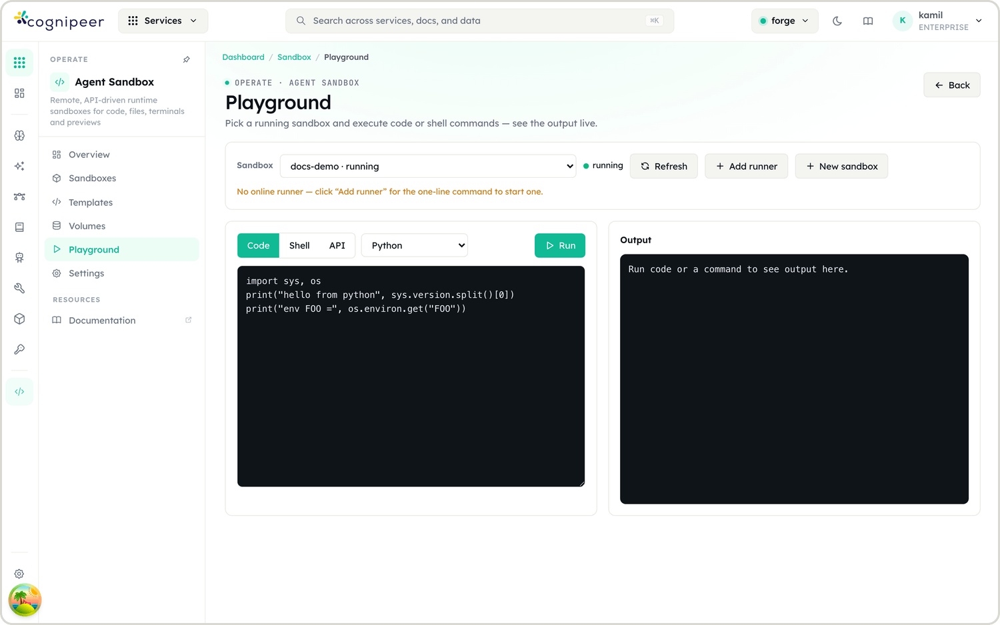 cognipeer
Services
Search across services, docs, and data
⌘K
forge
K
kamil
ENTERPRISE
OPERATE
Agent Sandbox
Remote, API-driven runtime
sandboxes for code, files, terminals
and previews
Overview
Sandboxes
Templates
Volumes
Playground
Settings
RESOURCES
Documentation
Dashboard / Sandbox / Playground
OPERATE · AGENT SANDBOX
Playground
Pick a running sandbox and execute code or shell commands — see the output live.
Back
Sandbox
docs-demo · running
running
Refresh
Add runner
New sandbox
No online runner — click “Add runner” for the one-line command to start one.
Code
Shell
API
Python
Run
import sys, os
print("hello from python", sys.version.split()[0])
print("env FOO =", os.environ.get("FOO"))
Output
Run code or a command to see output here.